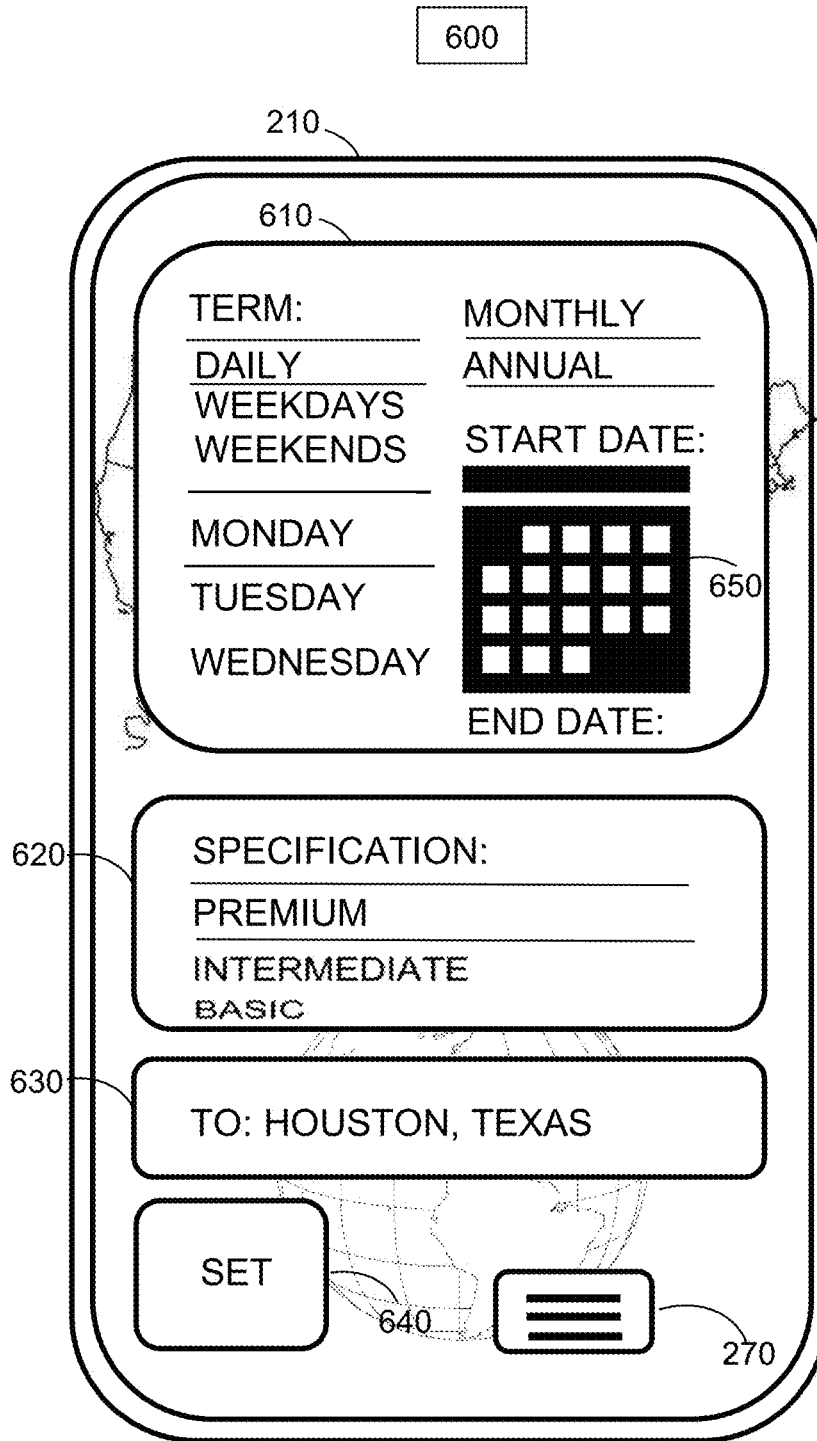 600
210
610
TERM:
DAILY
WEEKDAYS
WEEKENDS
MONDAY
TUESDAY
WEDNESDAY
MONTHLY
ANNUAL
START DATE:
650
END DATE:
620
SPECIFICATION:
PREMIUM
INTERMEDIATE
BASIC
630
TO: HOUSTON, TEXAS
SET
640
270